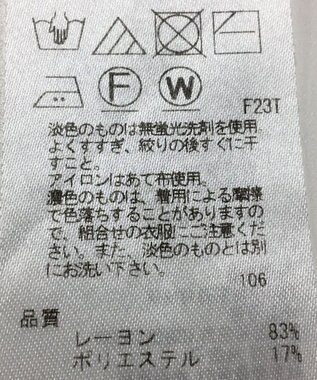 F
W
F23T
淡色のものは無蛍光洗剤を使用
よくすすぎ、絞りの後すぐに干
すこと。
アイロンはあて布使用。
濃色のものは、着用による摩擦
で色落ちすることがありますの
で、組合せの衣服にご注意くださ
い。また、淡色のものとは別
にお洗い下さい。
106
品質
レーヨン 83%
ポリエステル 17%